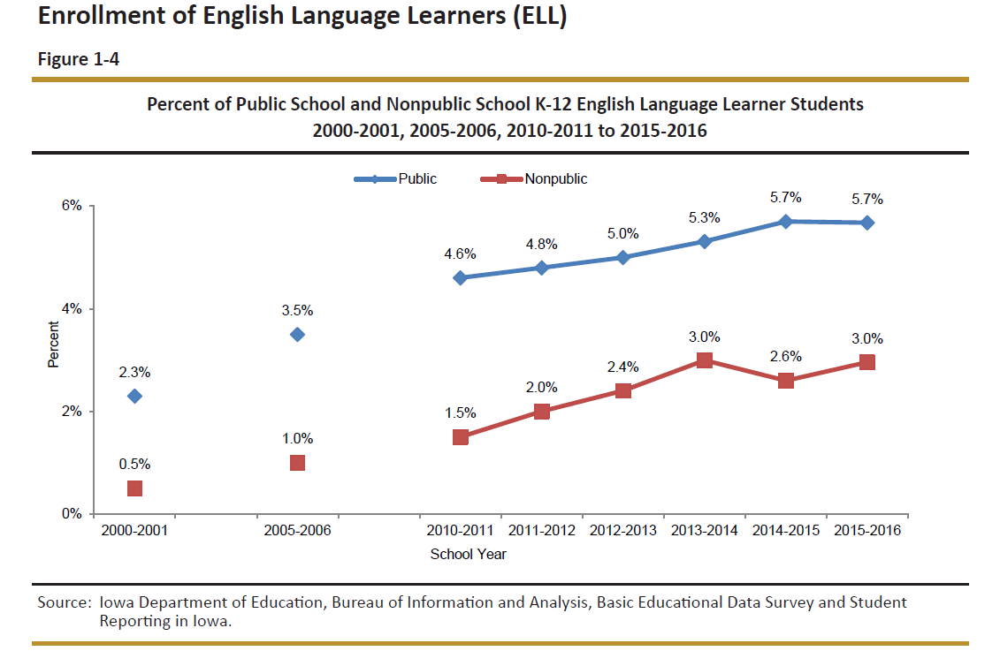 Enrollment of English Language Learners (ELL)
Figure 1-4
Percent of Public School and Nonpublic School K-12 English Language Learner Students
2000-2001, 2005-2006, 2010-2011 to 2015-2016
Public Nonpublic
6%
4%
2%
0%
Percent
2.3%
3.5%
4.6%
4.8%
5.0%
5.3%
5.7%
5.7%
0.5%
1.0%
1.5%
2.0%
2.4%
3.0%
2.6%
3.0%
2000-2001 2005-2006 2010-2011 2011-2012 2012-2013 2013-2014 2014-2015 2015-2016
School Year
Source: Iowa Department of Education, Bureau of Information and Analysis, Basic Educational Data Survey and Student
Reporting in Iowa.